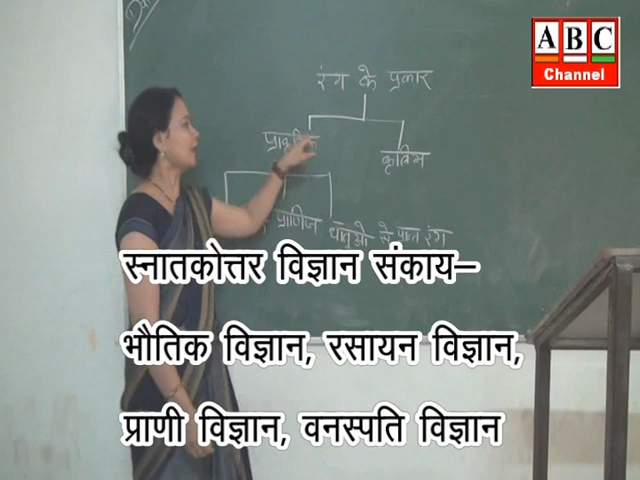 ABC
Channel
रंग के प्रकार
कृत्रिम
प्राणिज धातुओ से प्राप्त रंग
स्नातकोत्तर विज्ञान संकाय–
भौतिक विज्ञान, रसायन विज्ञान,
प्राणी विज्ञान, वनस्पति विज्ञान